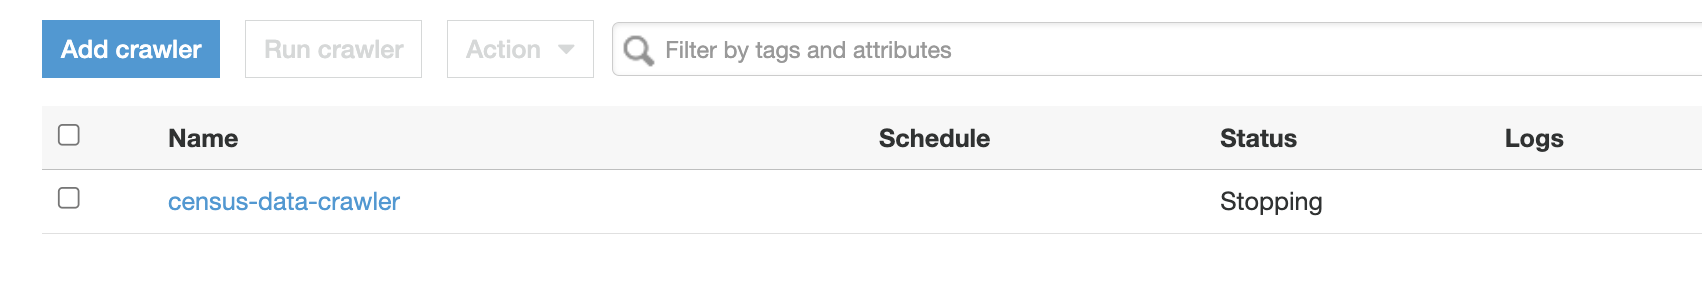 Add crawler Run crawler Action Filter by tags and attributes
Name Schedule Status Logs
census-data-crawler Stopping